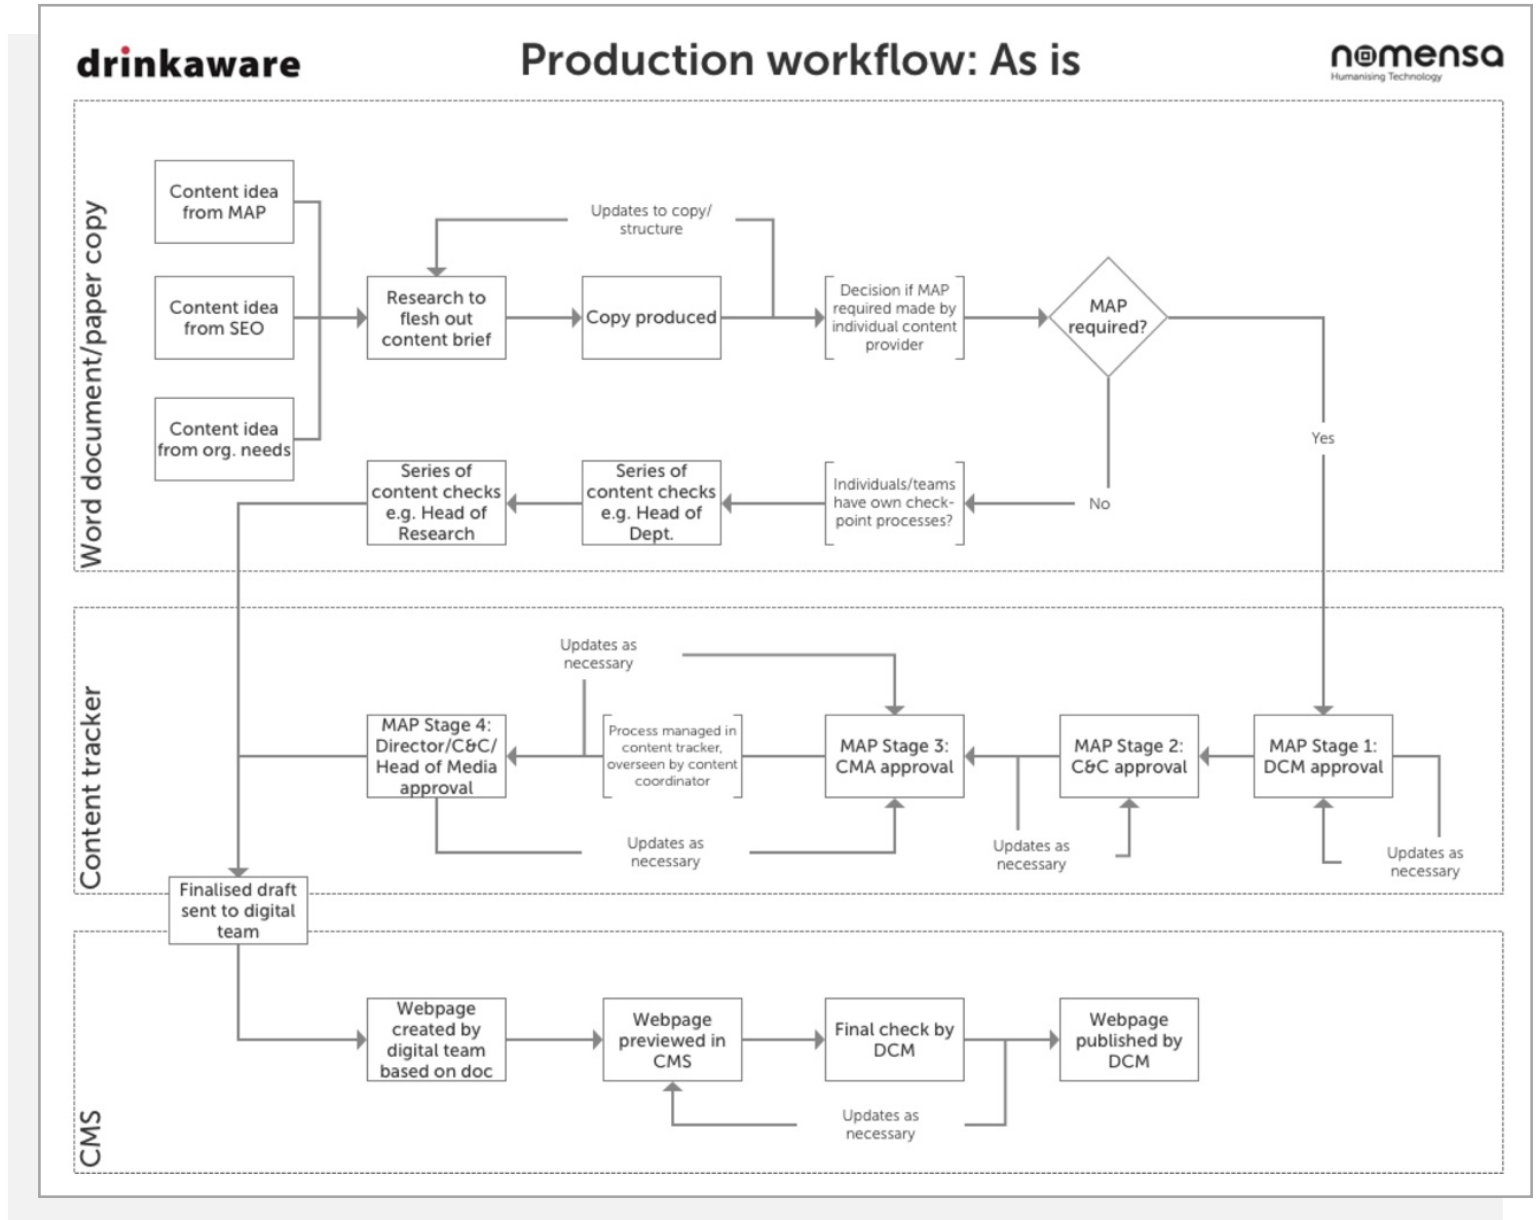 drinkaware
Production workflow: As is
nomensa
Humanising Technology
Word document/paper copy
Content idea
from MAP
Content idea
from SEO
Content idea
from org. needs
Updates to copy/
structure
Research to
flesh out
content brief
Copy produced
Decision if MAP
required made by
individual content
provider
MAP
required?
Yes
No
Individuals/teams
have own check-
point processes?
Series of
content checks
e.g. Head of
Dept.
Series of
content checks
e.g. Head of
Research
Content tracker
MAP Stage 1:
DCM approval
Updates as
necessary
MAP Stage 2:
C&C approval
Updates as
necessary
MAP Stage 3:
CMA approval
Process managed in
content tracker,
overseen by content
coordinator
Updates as
necessary
MAP Stage 4:
Director/C&C/
Head of Media
approval
Updates as
necessary
Finalised draft
sent to digital
team
CMS
Webpage
created by
digital team
based on doc
Webpage
previewed in
CMS
Final check by
DCM
Webpage
published by
DCM
Updates as
necessary